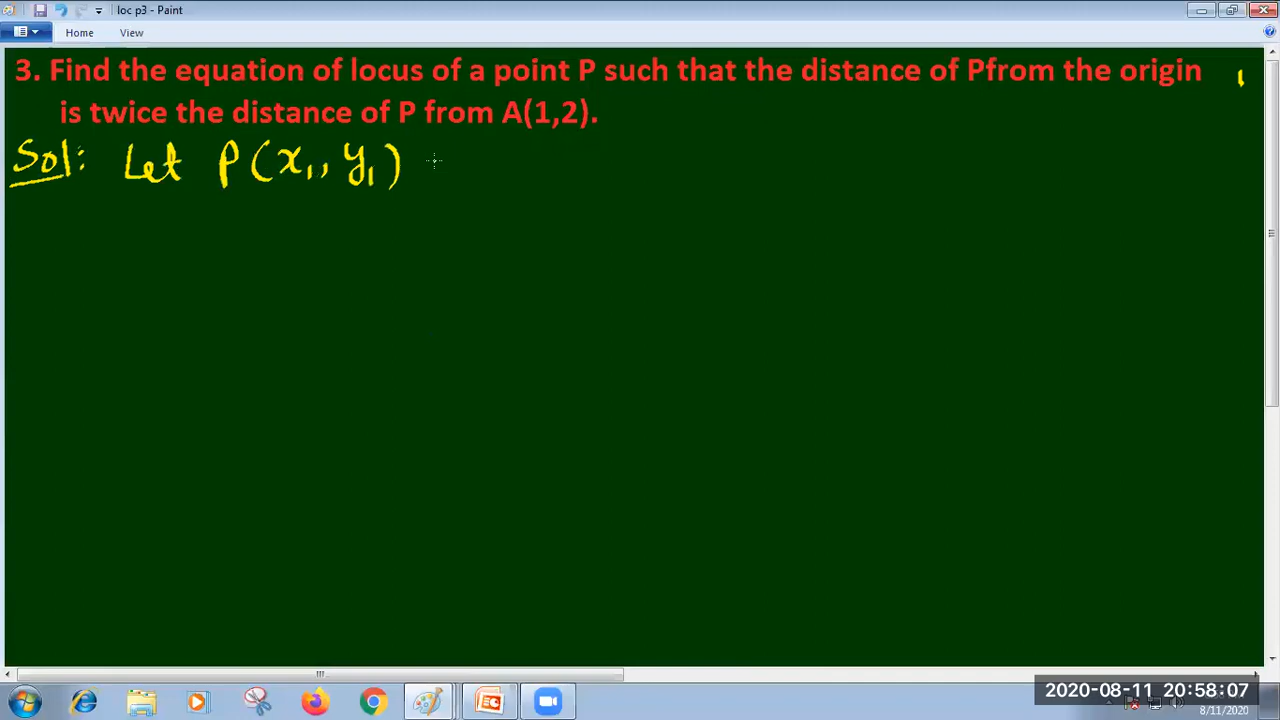 loc p3 - Paint
Home View
3. Find the equation of locus of a point P such that the distance of Pfrom the origin
is twice the distance of P from A(1,2).
Sol: Let P(x₁, y₁)
2020-08-11 20:58:07
8/11/2020